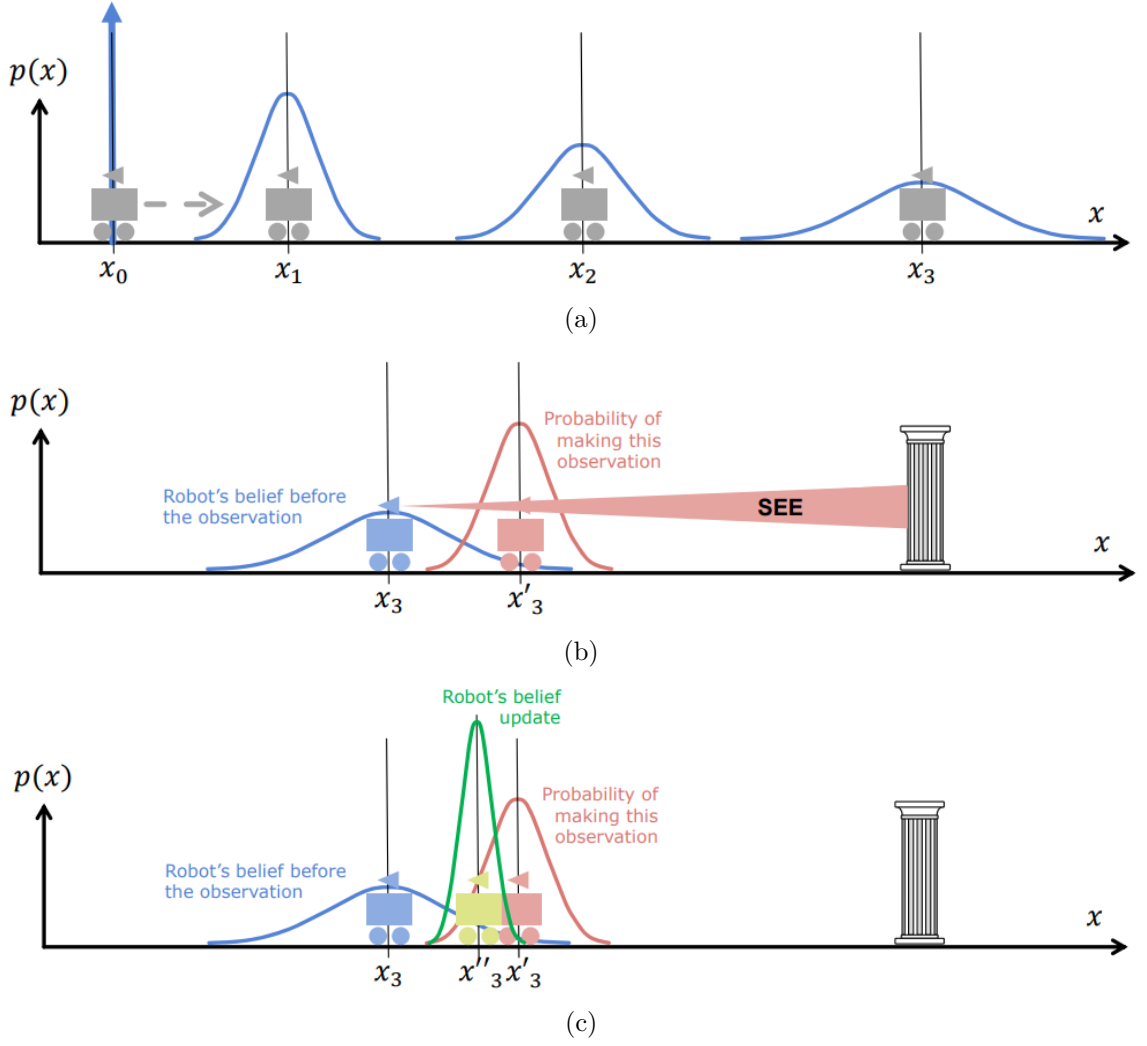 p(x)
x
x₀
x₁
x₂
x₃
(a)
p(x)
Probability of
making this
observation
Robot's belief before
the observation
SEE
x
x₃
x'₃
(b)
Robot's belief
update
p(x)
Probability of
making this
observation
Robot's belief before
the observation
x
x₃
x''₃
x'₃
(c)